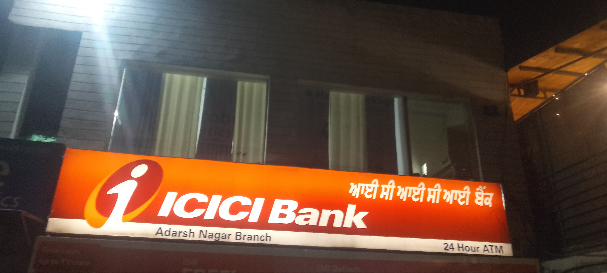 ਆਈ ਸੀ ਆਈ ਸੀ ਆਈ ਬੈਂਕ
ICICI Bank
Adarsh Nagar Branch
24 Hour ATM